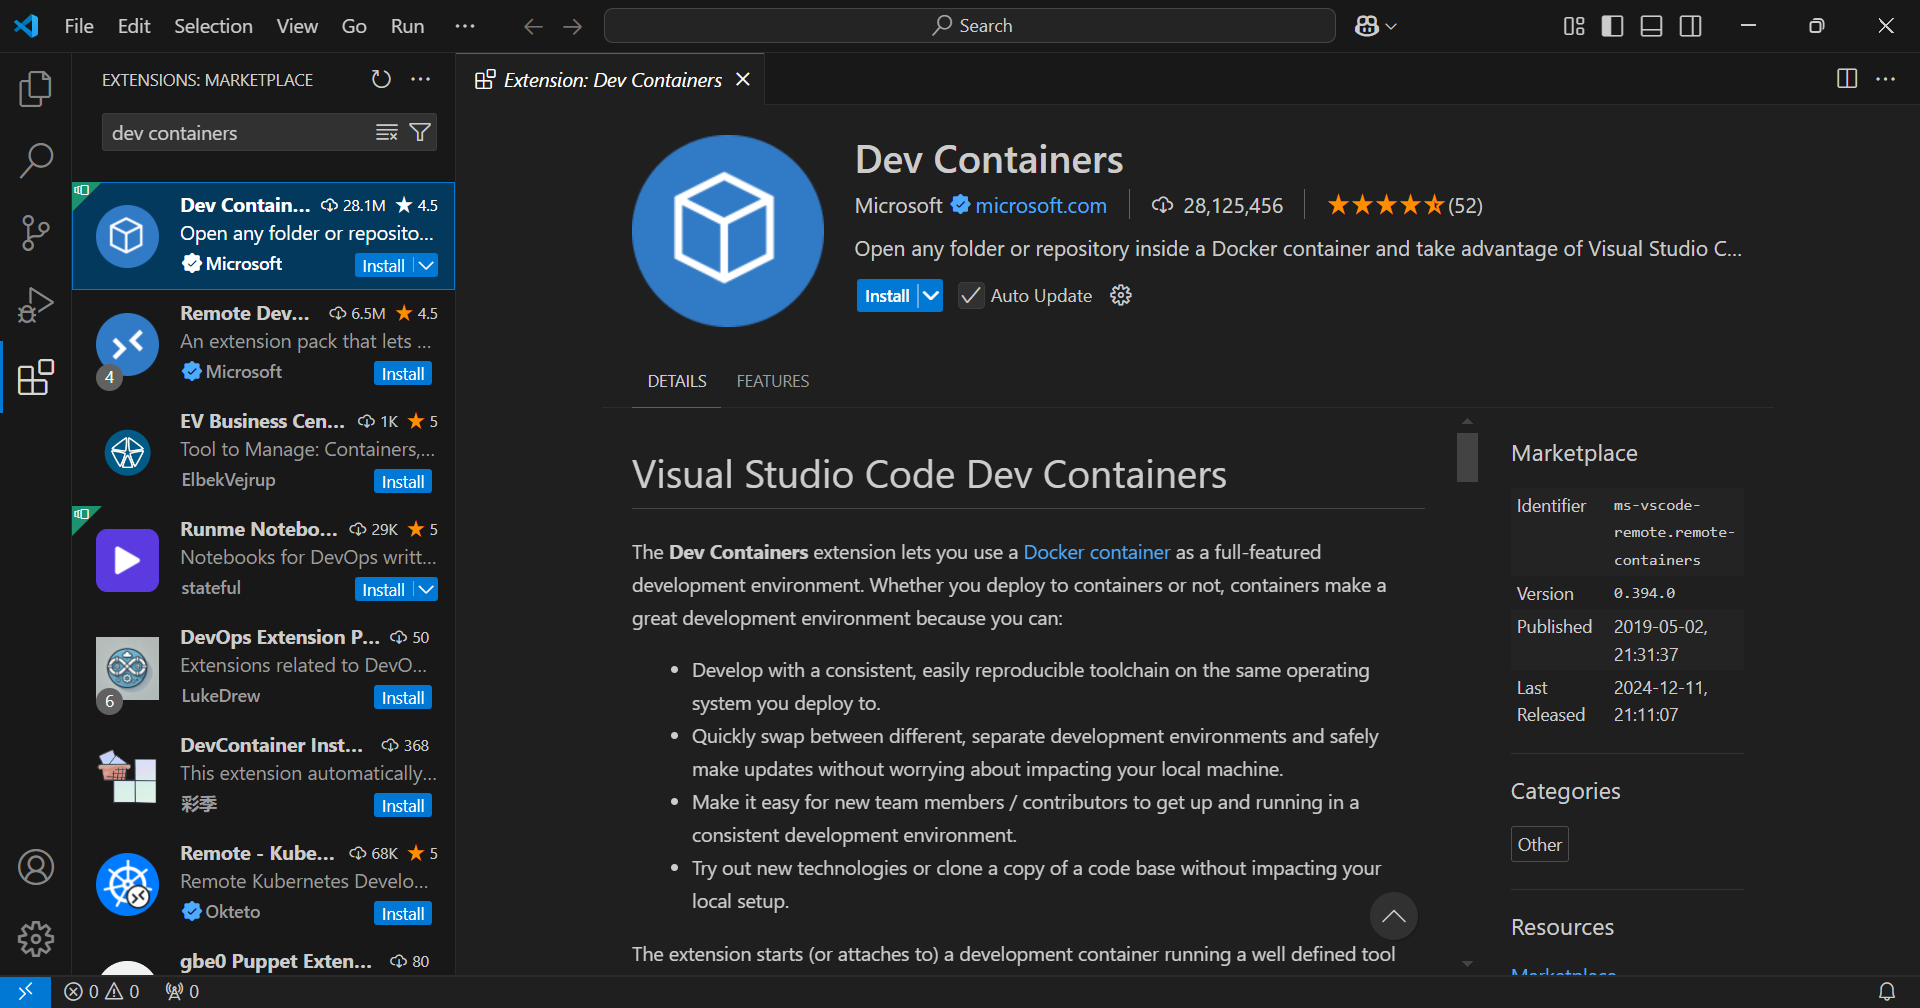 File Edit Selection View Go Run ···
Search
EXTENSIONS: MARKETPLACE
dev containers
Dev Contain... 28.1M ★ 4.5
Open any folder or reposito...
Microsoft Install
Remote Dev... 6.5M ★ 4.5
An extension pack that lets ...
4 Microsoft Install
EV Business Cen... 1K ★ 5
Tool to Manage: Containers,...
ElbekVejrup Install
Runme Notebo... 29K ★ 5
Notebooks for DevOps writt...
stateful Install
DevOps Extension P... 50
Extensions related to DevO...
6 LukeDrew Install
DevContainer Inst... 368
This extension automatically...
彩季 Install
Remote - Kube... 68K ★ 5
Remote Kubernetes Develo...
Okteto Install
gbe0 Puppet Exten... 80
Extension: Dev Containers
Dev Containers
Microsoft microsoft.com 28,125,456 (52)
Open any folder or repository inside a Docker container and take advantage of Visual Studio C...
Install Auto Update
DETAILS FEATURES
Visual Studio Code Dev Containers
The Dev Containers extension lets you use a Docker container as a full-featured
development environment. Whether you deploy to containers or not, containers make a
great development environment because you can:
• Develop with a consistent, easily reproducible toolchain on the same operating
system you deploy to.
• Quickly swap between different, separate development environments and safely
make updates without worrying about impacting your local machine.
• Make it easy for new team members / contributors to get up and running in a
consistent development environment.
• Try out new technologies or clone a copy of a code base without impacting your
local setup.
The extension starts (or attaches to) a development container running a well defined tool
Marketplace
Identifier ms-vscode-
remote.remote-
containers
Version 0.394.0
Published 2019-05-02,
21:31:37
Last 2024-12-11,
Released 21:11:07
Categories
Other
Resources
Marketplace
0 0 0